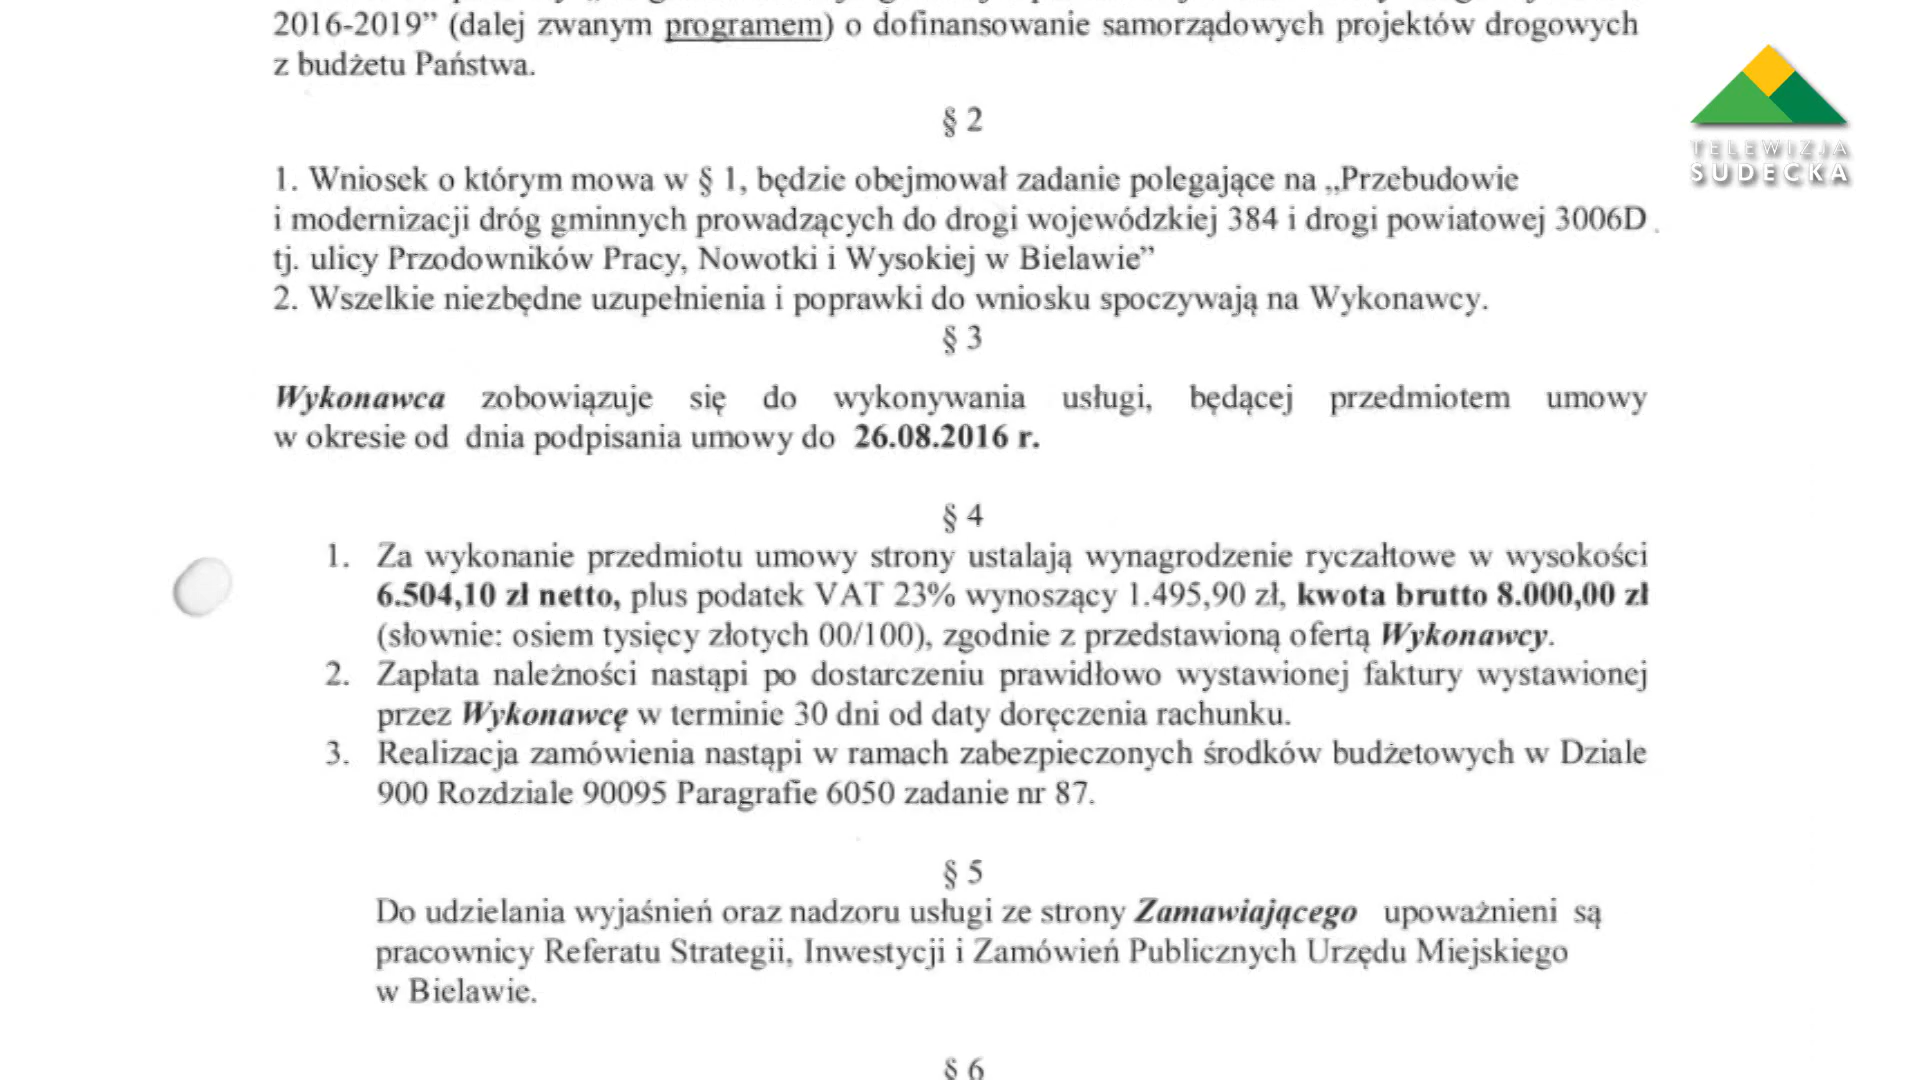 2016-2019” (dalej zwanym programem) o dofinansowanie samorządowych projektów drogowych
z budżetu Państwa.
§ 2
1. Wniosek o którym mowa w § 1, będzie obejmował zadanie polegające na „Przebudowie
i modernizacji dróg gminnych prowadzących do drogi wojewódzkiej 384 i drogi powiatowej 3006D
tj. ulicy Przodowników Pracy, Nowotki i Wysokiej w Bielawie”
2. Wszelkie niezbędne uzupełnienia i poprawki do wniosku spoczywają na Wykonawcy.
§ 3
Wykonawca zobowiązuje się do wykonywania usługi, będącej przedmiotem umowy
w okresie od dnia podpisania umowy do 26.08.2016 r.
§ 4
1. Za wykonanie przedmiotu umowy strony ustalają wynagrodzenie ryczałtowe w wysokości
6.504,10 zł netto, plus podatek VAT 23% wynoszący 1.495,90 zł, kwota brutto 8.000,00 zł
(słownie: osiem tysięcy złotych 00/100), zgodnie z przedstawioną ofertą Wykonawcy.
2. Zapłata należności nastąpi po dostarczeniu prawidłowo wystawionej faktury wystawionej
przez Wykonawcę w terminie 30 dni od daty doręczenia rachunku.
3. Realizacja zamówienia nastąpi w ramach zabezpieczonych środków budżetowych w Dziale
900 Rozdziale 90095 Paragrafie 6050 zadanie nr 87.
§ 5
Do udzielania wyjaśnień oraz nadzoru usługi ze strony Zamawiającego upoważnieni są
pracownicy Referatu Strategii, Inwestycji i Zamówień Publicznych Urzędu Miejskiego
w Bielawie.
§ 6
TELEWIZJA
SUDECKA